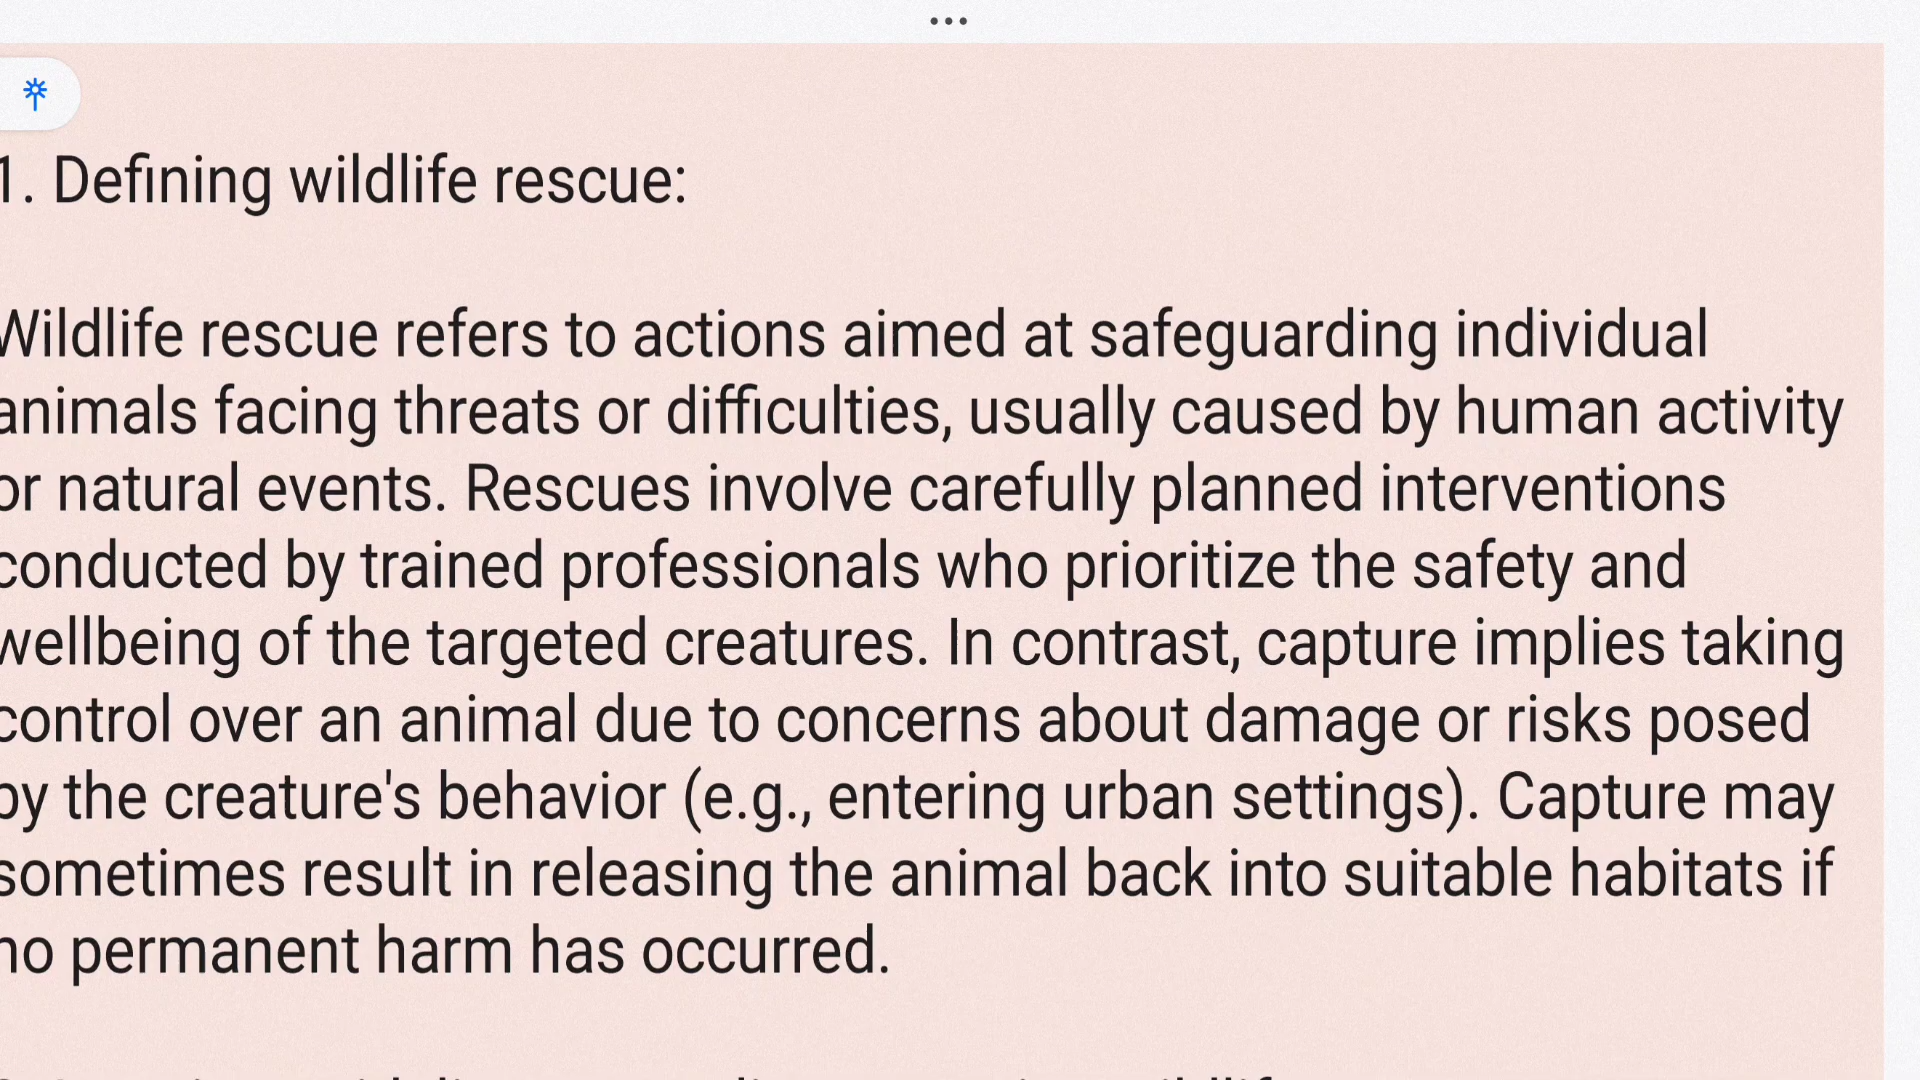 1. Defining wildlife rescue:
Wildlife rescue refers to actions aimed at safeguarding individual
animals facing threats or difficulties, usually caused by human activity
or natural events. Rescues involve carefully planned interventions
conducted by trained professionals who prioritize the safety and
wellbeing of the targeted creatures. In contrast, capture implies taking
control over an animal due to concerns about damage or risks posed
by the creature's behavior (e.g., entering urban settings). Capture may
sometimes result in releasing the animal back into suitable habitats if
no permanent harm has occurred.